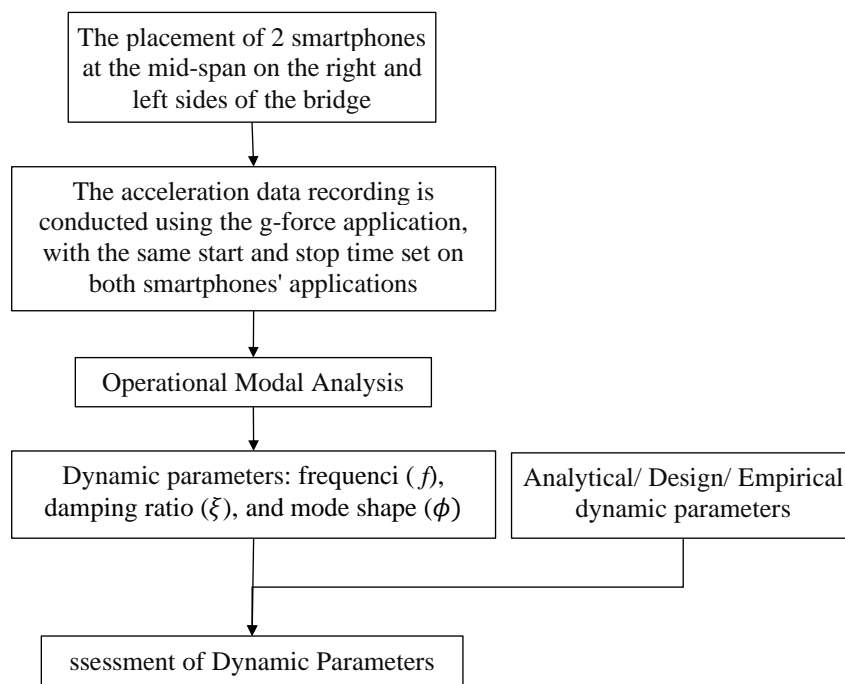 The placement of 2 smartphones
at the mid-span on the right and
left sides of the bridge
The acceleration data recording is
conducted using the g-force application,
with the same start and stop time set on
both smartphones' applications
Operational Modal Analysis
Dynamic parameters: frequenci (f),
damping ratio (ξ), and mode shape (ϕ)
Analytical/ Design/ Empirical
dynamic parameters
ssessment of Dynamic Parameters